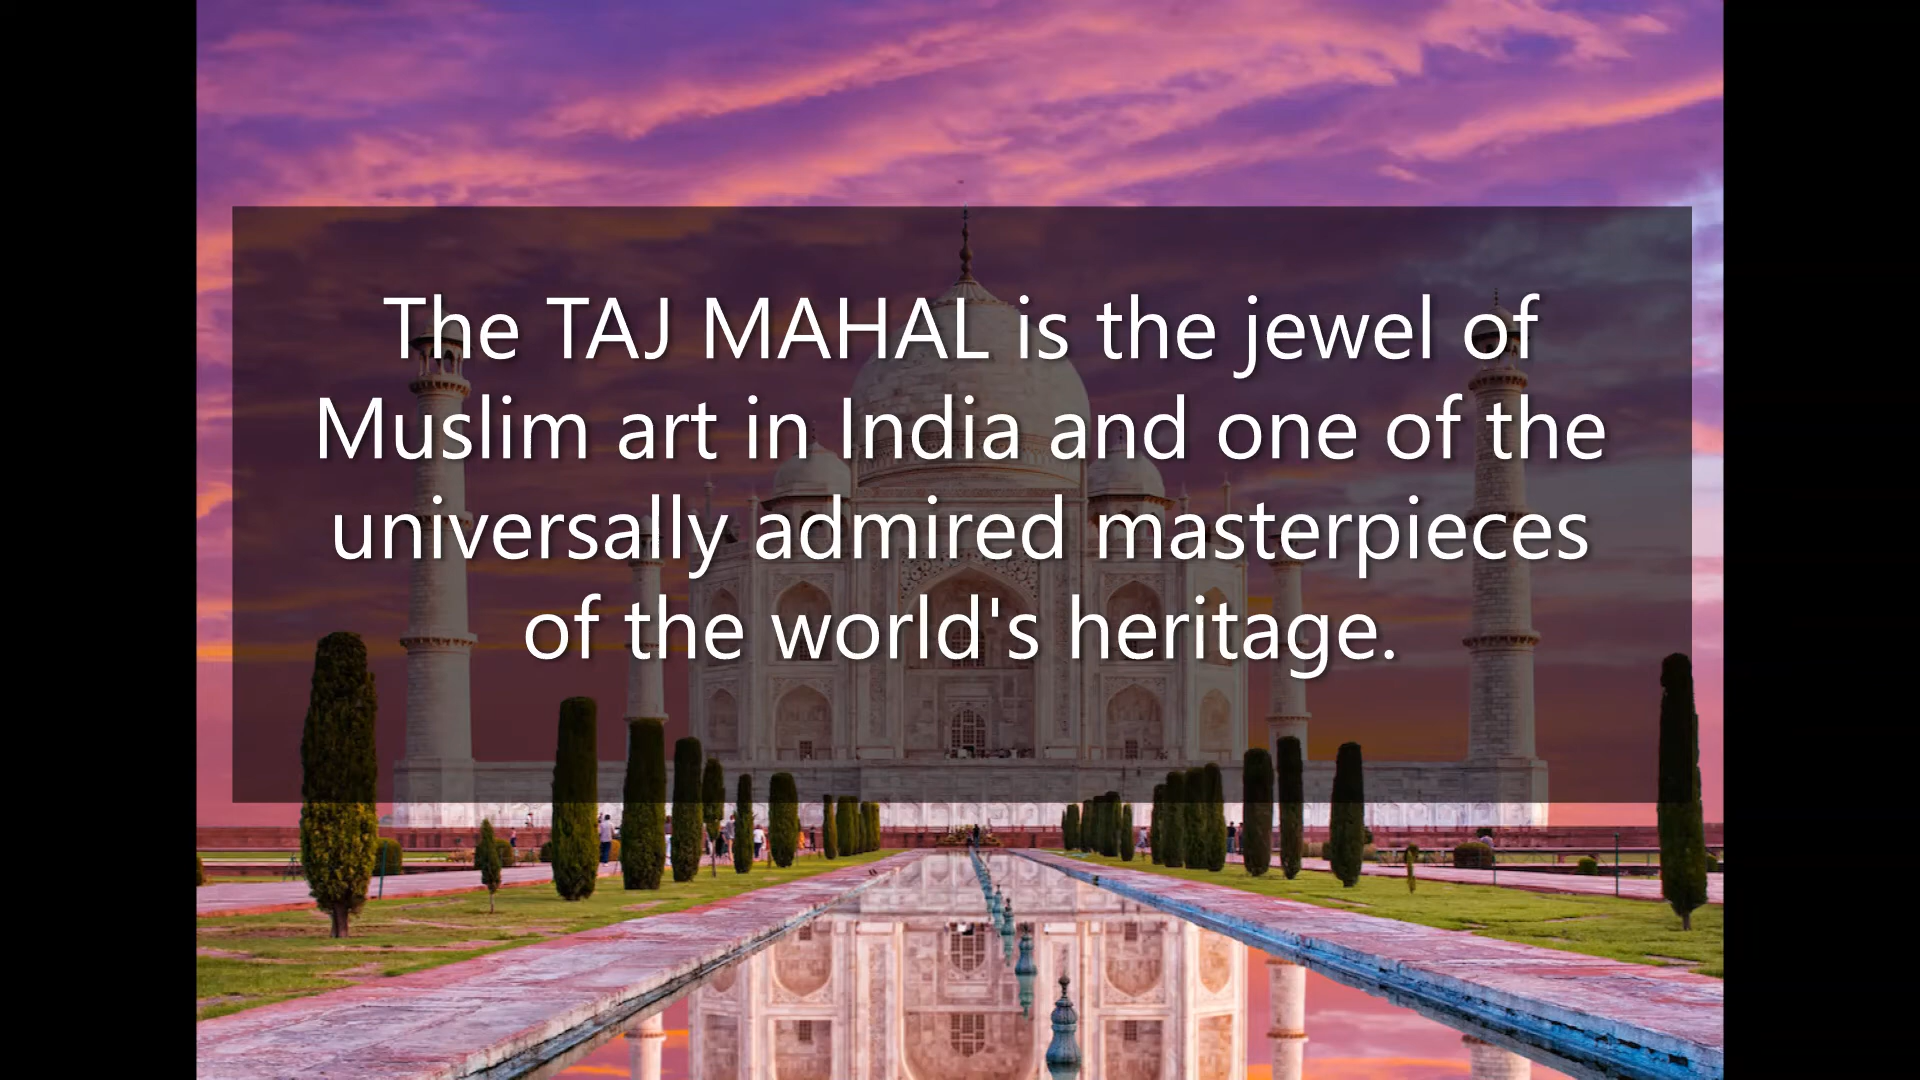 The TAJ MAHAL is the jewel of
Muslim art in India and one of the
universally admired masterpieces
of the world's heritage.